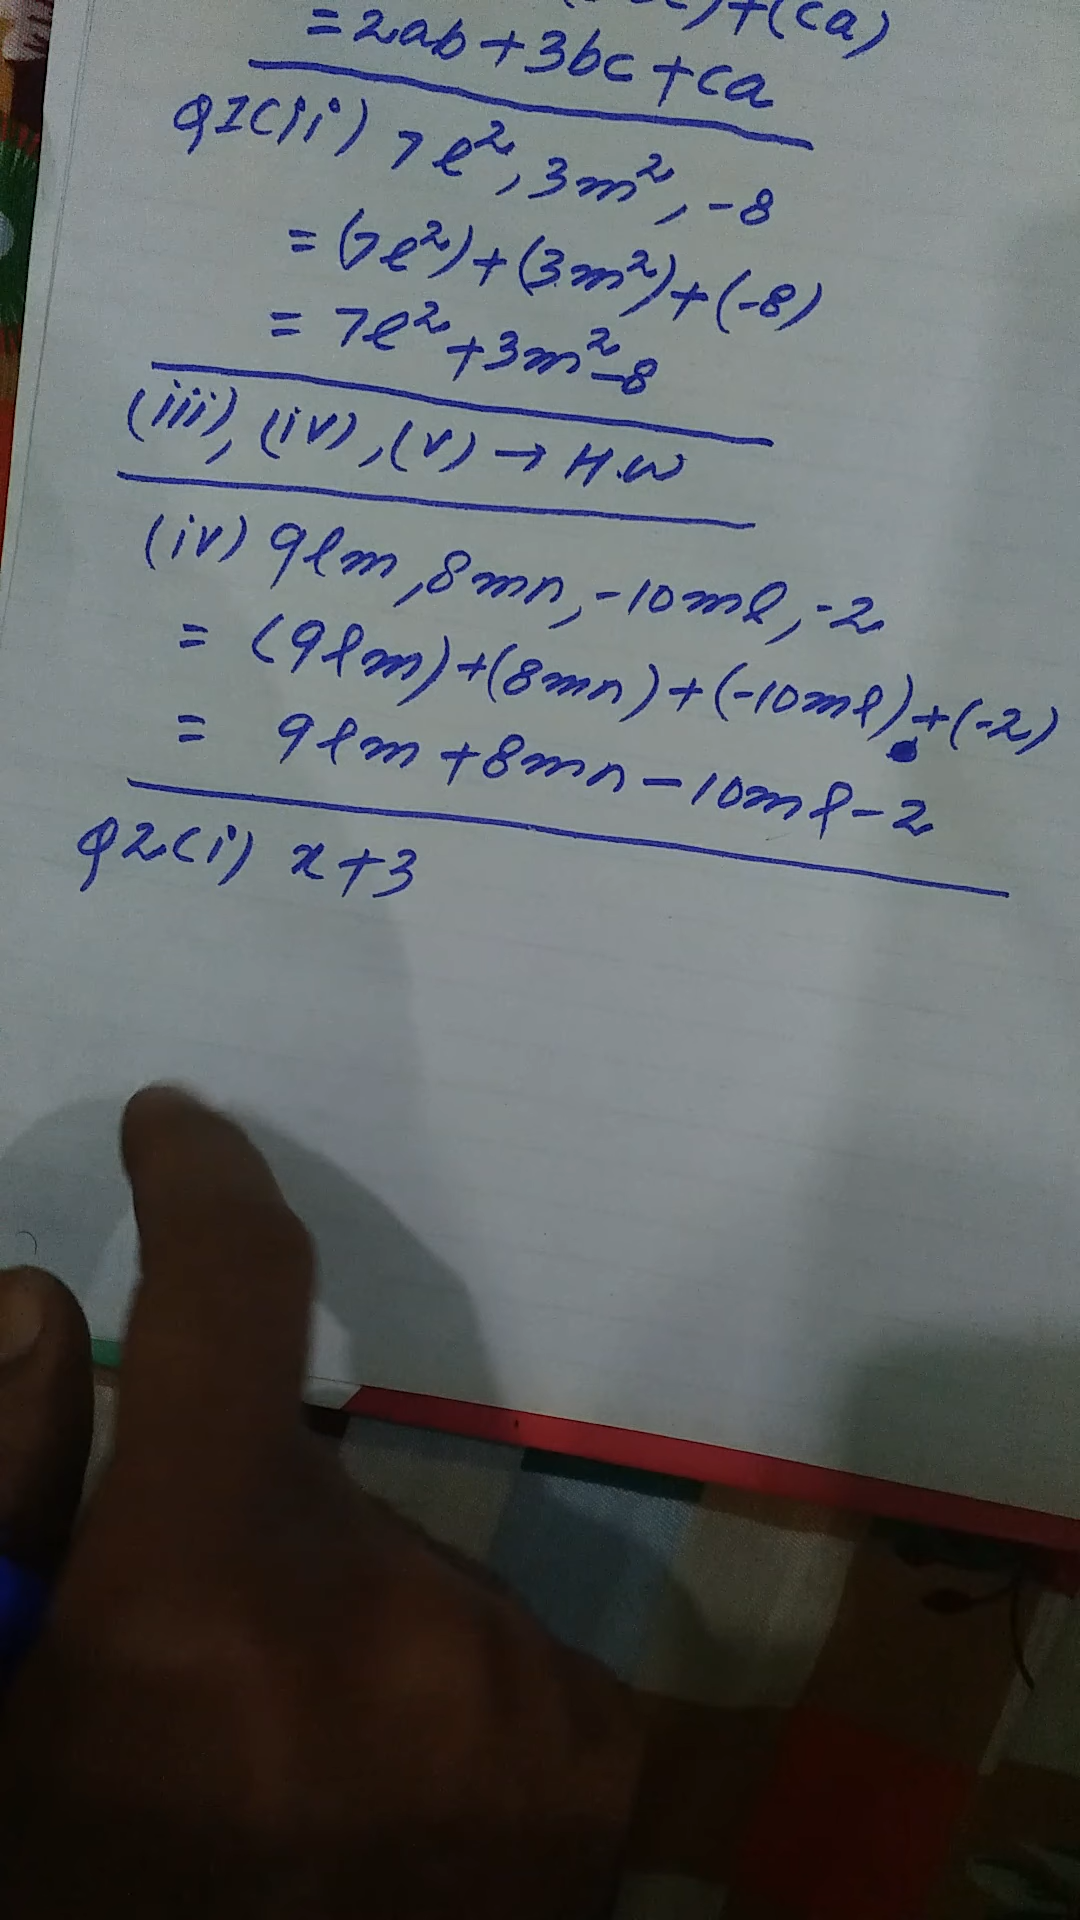 )+(ca)
=2ab+3bc+ca
Q1(ii) 7l²,3m²,-8
=(7l²)+(3m²)+(-8)
= 7l²+3m²-8
(iii),(iv),(v)→H.W
(iv) 9lm,8mn,-10ml,-2
= (9lm)+(8mn)+(-10ml)+(-2)
= 9lm+8mn-10ml-2
Q2(i) x+3